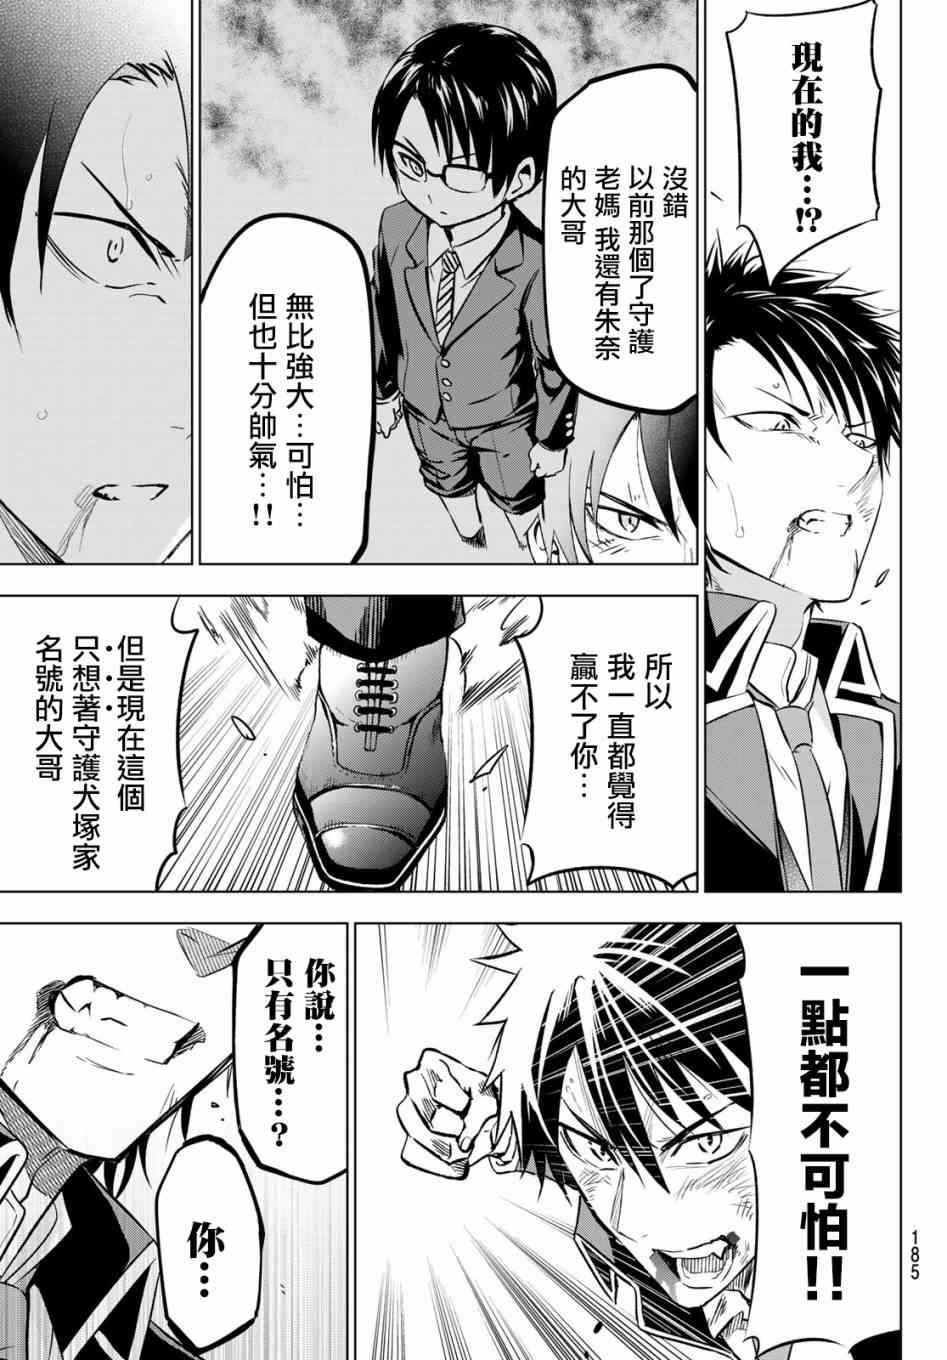 現在的我…!?
沒錯
以前那個了守護
老媽 我還有朱奈
的大哥
無比強大…可怕…
但也十分帥氣…!!
所以
我一直都覺得
贏不了你…
但是現在這個
只想著守護犬塚家
名號的大哥
一點都不可怕!!
你說…
只有名號…?
你…
185